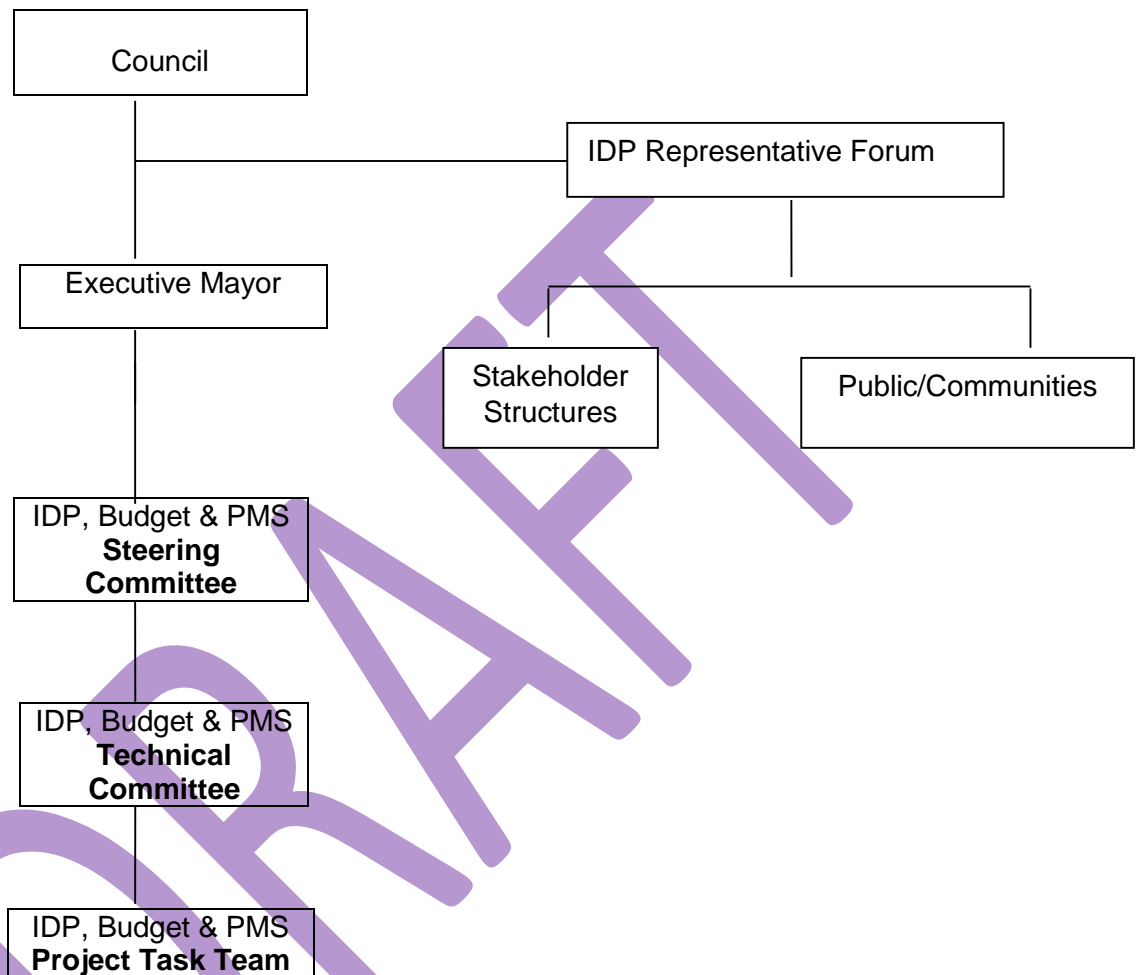 Council
IDP Representative Forum
Executive Mayor
Stakeholder
Structures
Public/Communities
IDP, Budget & PMS
Steering
Committee
IDP, Budget & PMS
Technical
Committee
IDP, Budget & PMS
Project Task Team
DRAFT